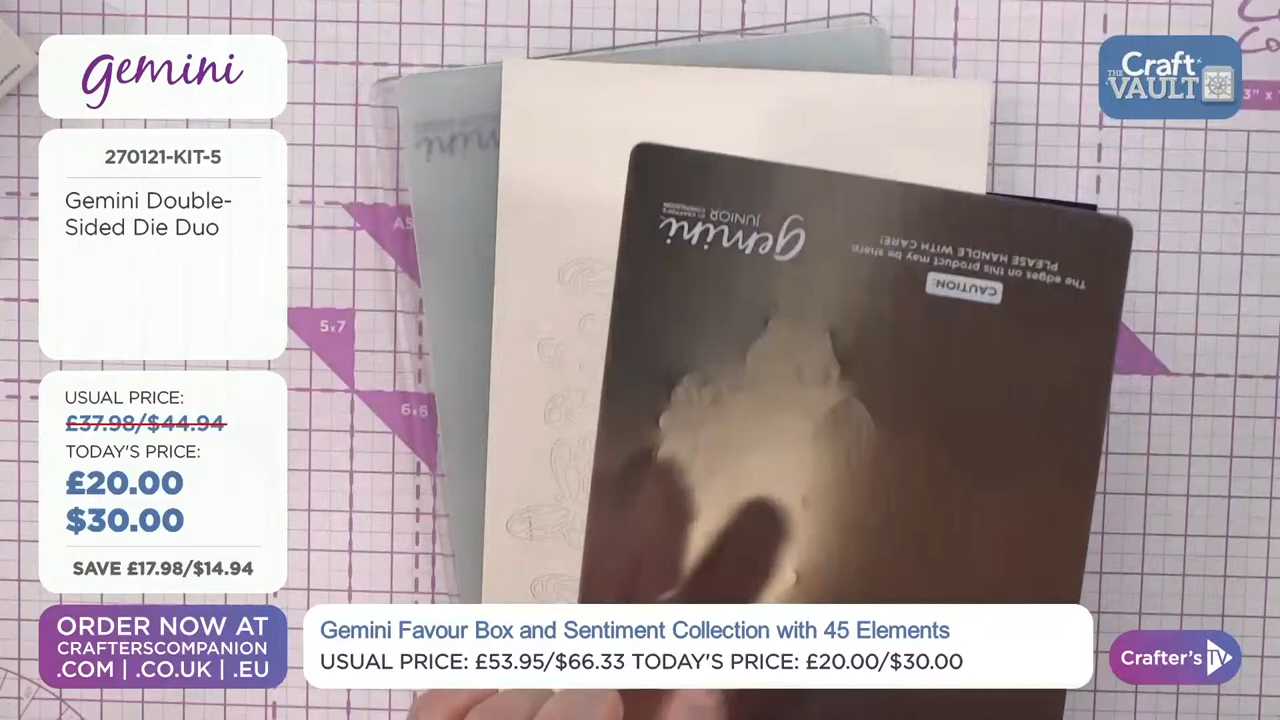 gemini
270121-KIT-5
Gemini Double-
Sided Die Duo
USUAL PRICE:
£37.98/$44.94
TODAY'S PRICE:
£20.00
$30.00
SAVE £17.98/$14.94
ORDER NOW AT
CRAFTERSCOMPANION
.COM | .CO.UK | .EU
Gemini Favour Box and Sentiment Collection with 45 Elements
USUAL PRICE: £53.95/$66.33 TODAY'S PRICE: £20.00/$30.00
THE Craft
VAULT
Crafter's TV
A5
5x7
6x6
3" x
gemini
JUNIOR
CAUTION:
The edges on this product may be sharp.
PLEASE HANDLE WITH CARE!